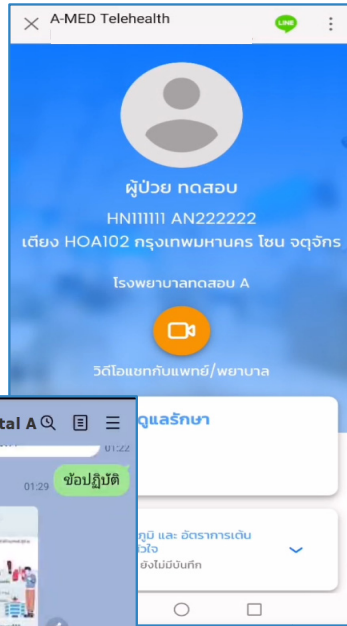 A-MED Telehealth
LINE
ผู้ป่วย ทดสอบ
HN111111 AN222222
เตียง HOA102 กรุงเทพมหานคร โซน จตุจักร
โรงพยาบาลทดสอบ A
วิดีโอแชทกับแพทย์/พยาบาล
ดูแลรักษา
tal A
01:22
01:29
ข้อปฏิบัติ
ภูมิ และ อัตราการเต้น
หัวใจ
ยังไม่มีบันทึก